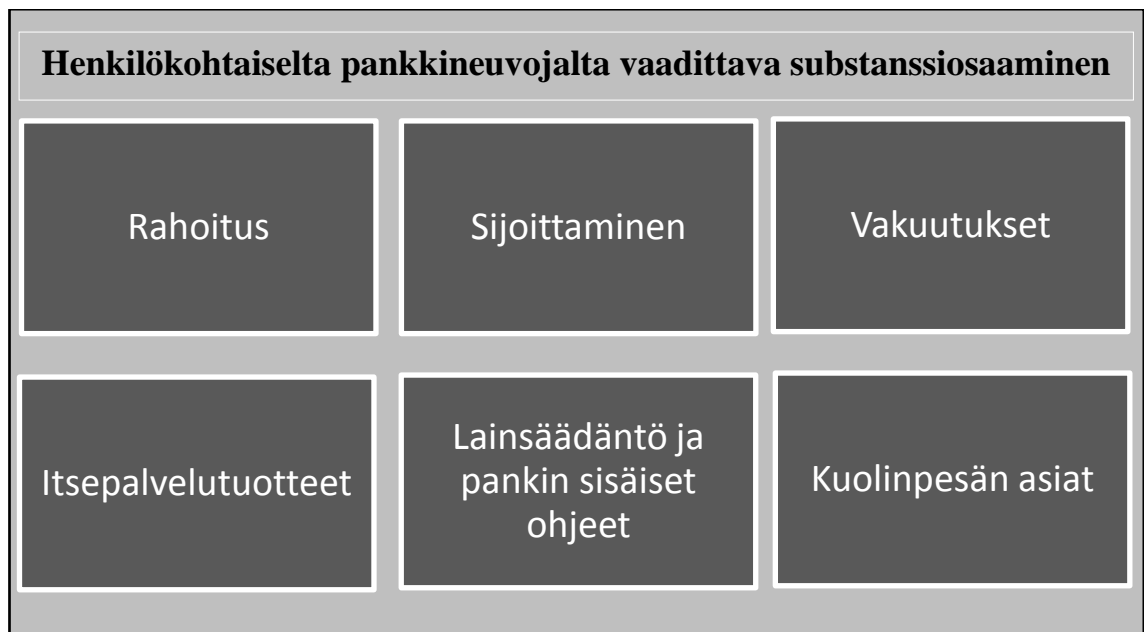 Henkilökohtaiselta pankkineuvojalta vaadittava substanssiosaaminen
Rahoitus
Sijoittaminen
Vakuutukset
Itsepalvelutuotteet
Lainsäädäntö ja
pankin sisäiset
ohjeet
Kuolinpesän asiat